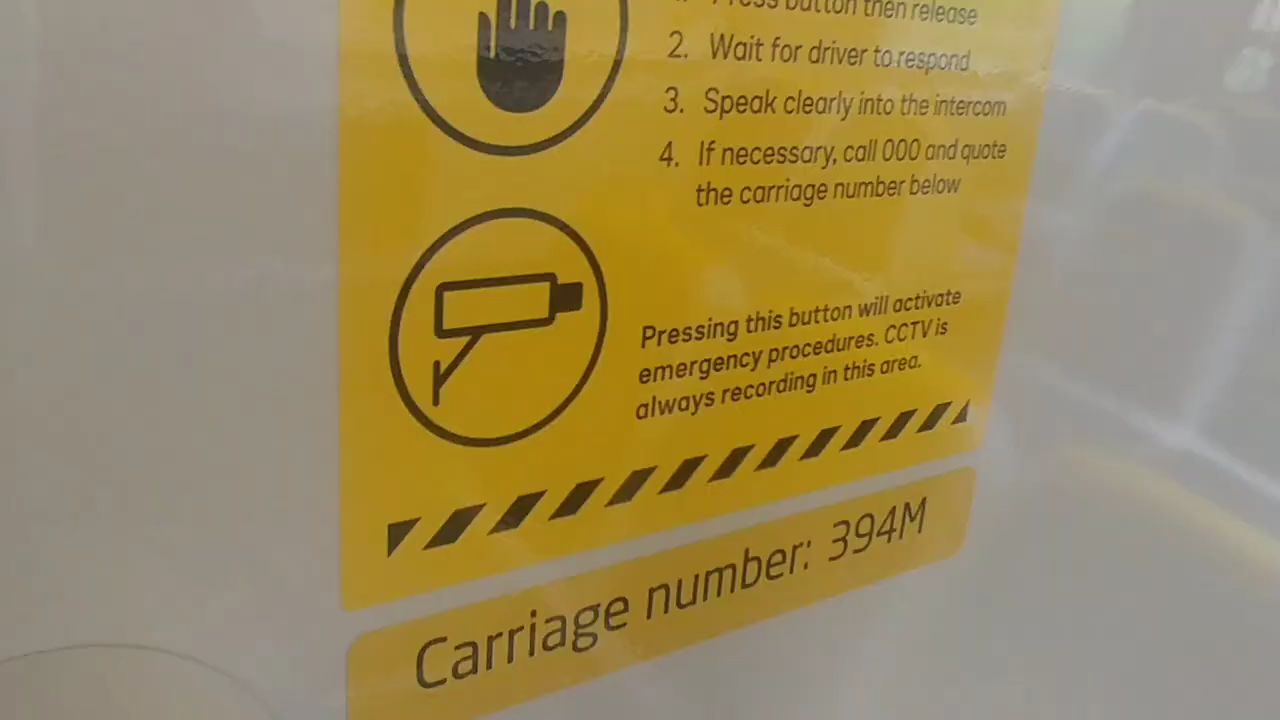 1. Press button then release
2. Wait for driver to respond
3. Speak clearly into the intercom
4. If necessary, call 000 and quote
the carriage number below
Pressing this button will activate
emergency procedures. CCTV is
always recording in this area.
Carriage number: 394M